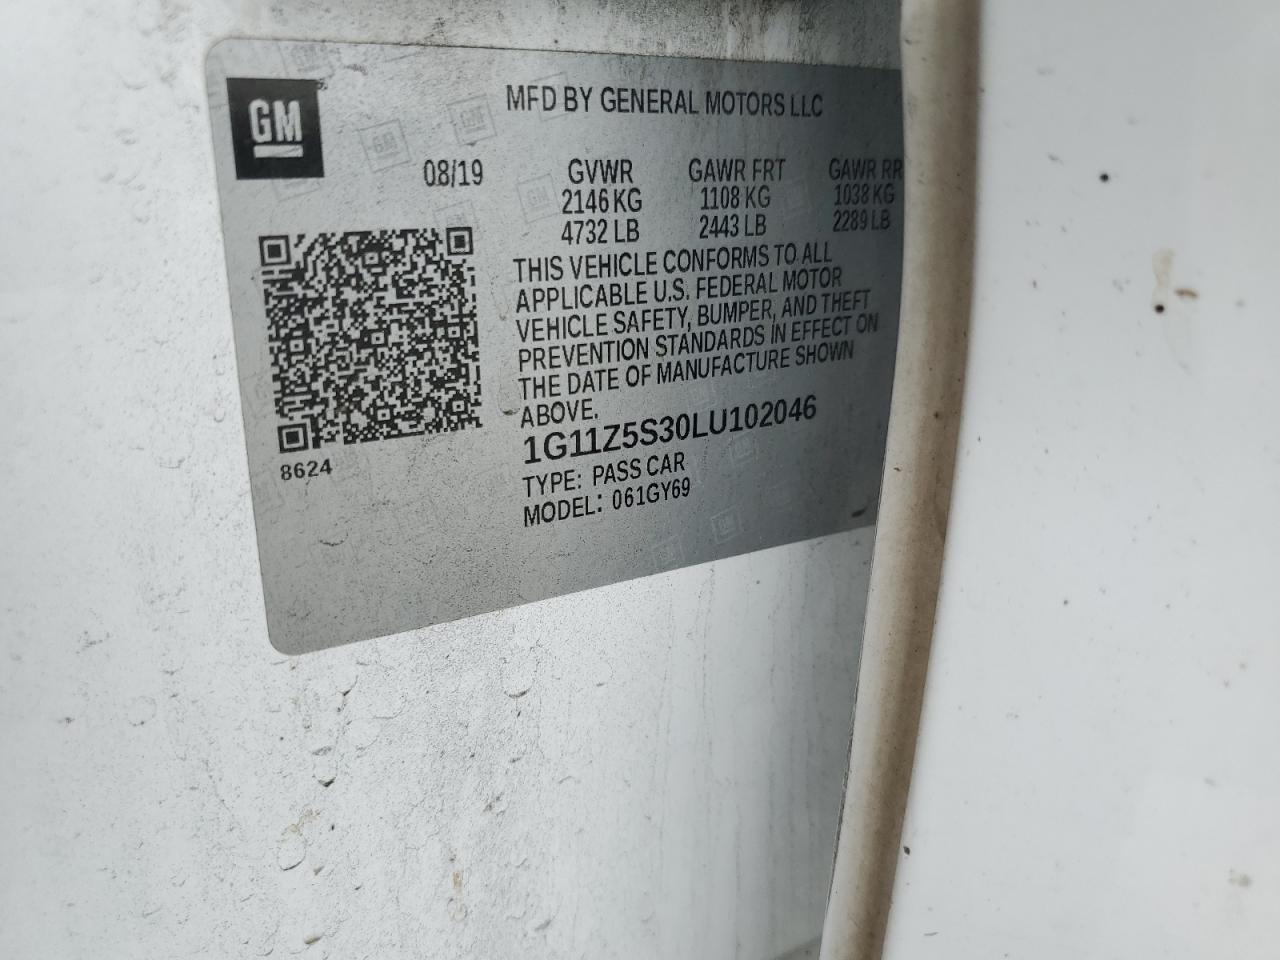 GM
MFD BY GENERAL MOTORS LLC
08/19 GVWR GAWR FRT GAWR RR
2146 KG 1108 KG 1038 KG
4732 LB 2443 LB 2289 LB
THIS VEHICLE CONFORMS TO ALL
APPLICABLE U.S. FEDERAL MOTOR
VEHICLE SAFETY, BUMPER, AND THEFT
PREVENTION STANDARDS IN EFFECT ON
THE DATE OF MANUFACTURE SHOWN
ABOVE.
1G11Z5S30LU102046
TYPE: PASS CAR
MODEL: 061GY69
8624